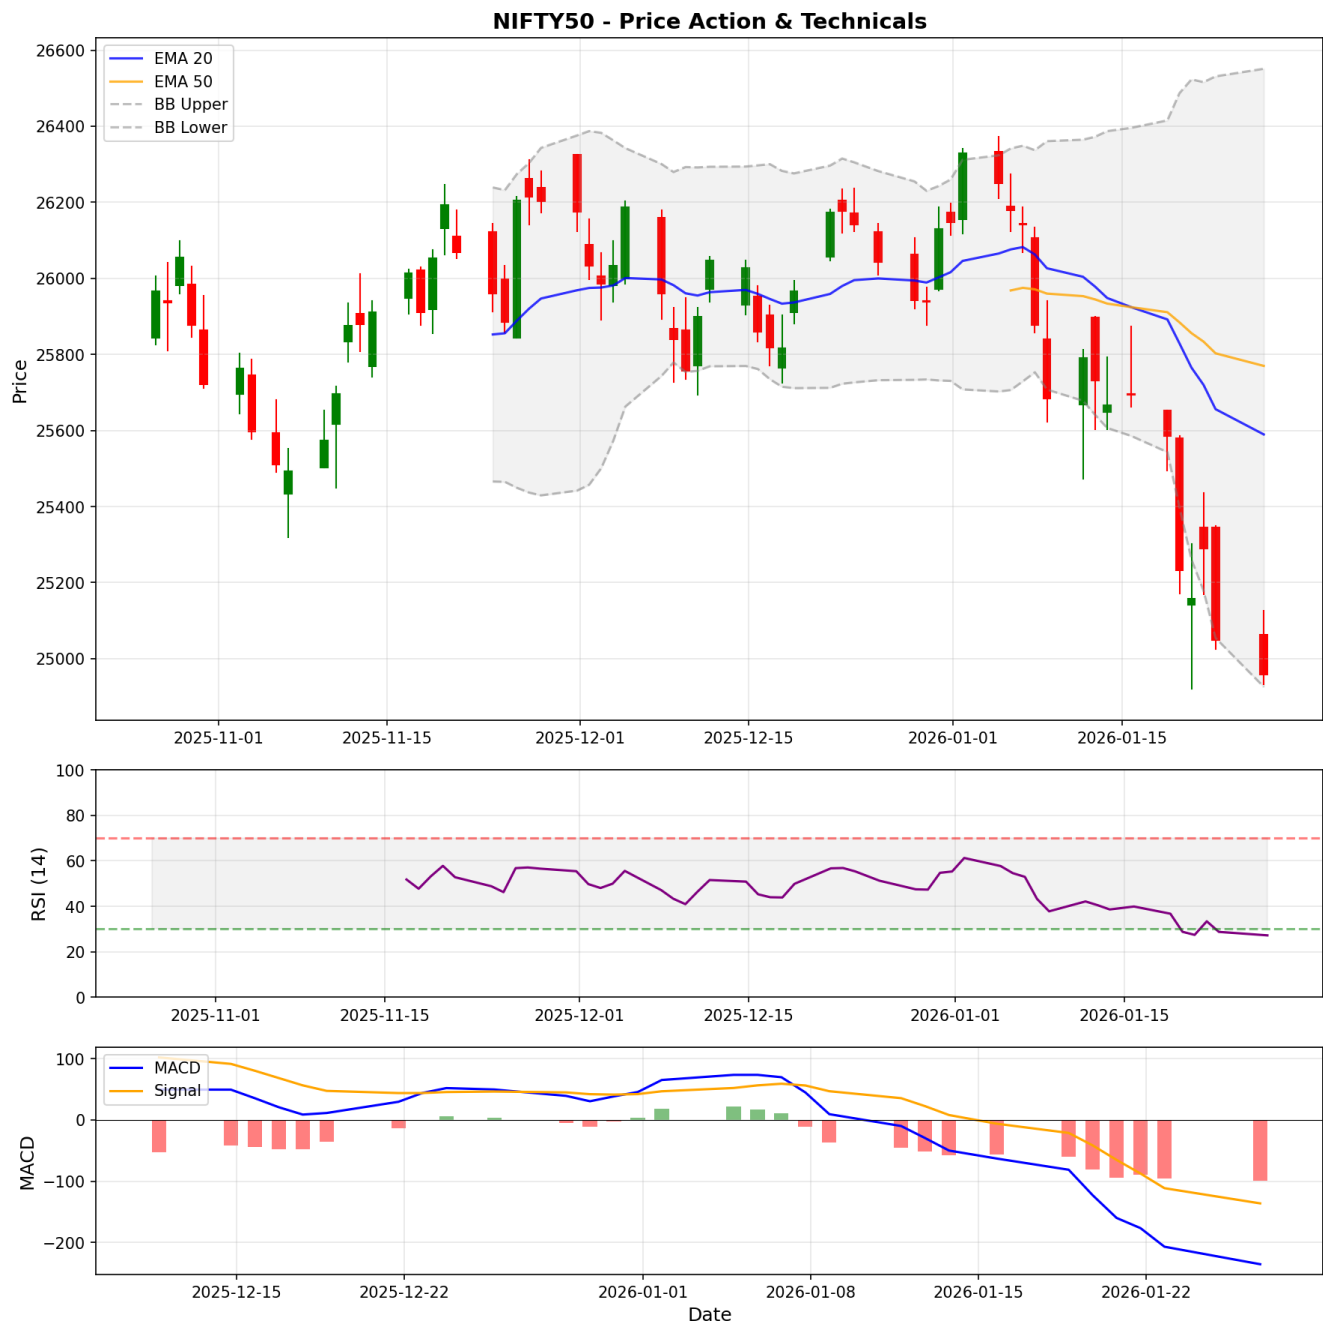 NIFTY50 - Price Action & Technicals
EMA 20
EMA 50
BB Upper
BB Lower
Price
26600
26400
26200
26000
25800
25600
25400
25200
25000
2025-11-01 2025-11-15 2025-12-01 2025-12-15 2026-01-01 2026-01-15
RSI (14)
100
80
60
40
20
0
2025-11-01 2025-11-15 2025-12-01 2025-12-15 2026-01-01 2026-01-15
MACD
Signal
MACD
100
0
−100
−200
2025-12-15 2025-12-22 2026-01-01 2026-01-08 2026-01-15 2026-01-22
Date